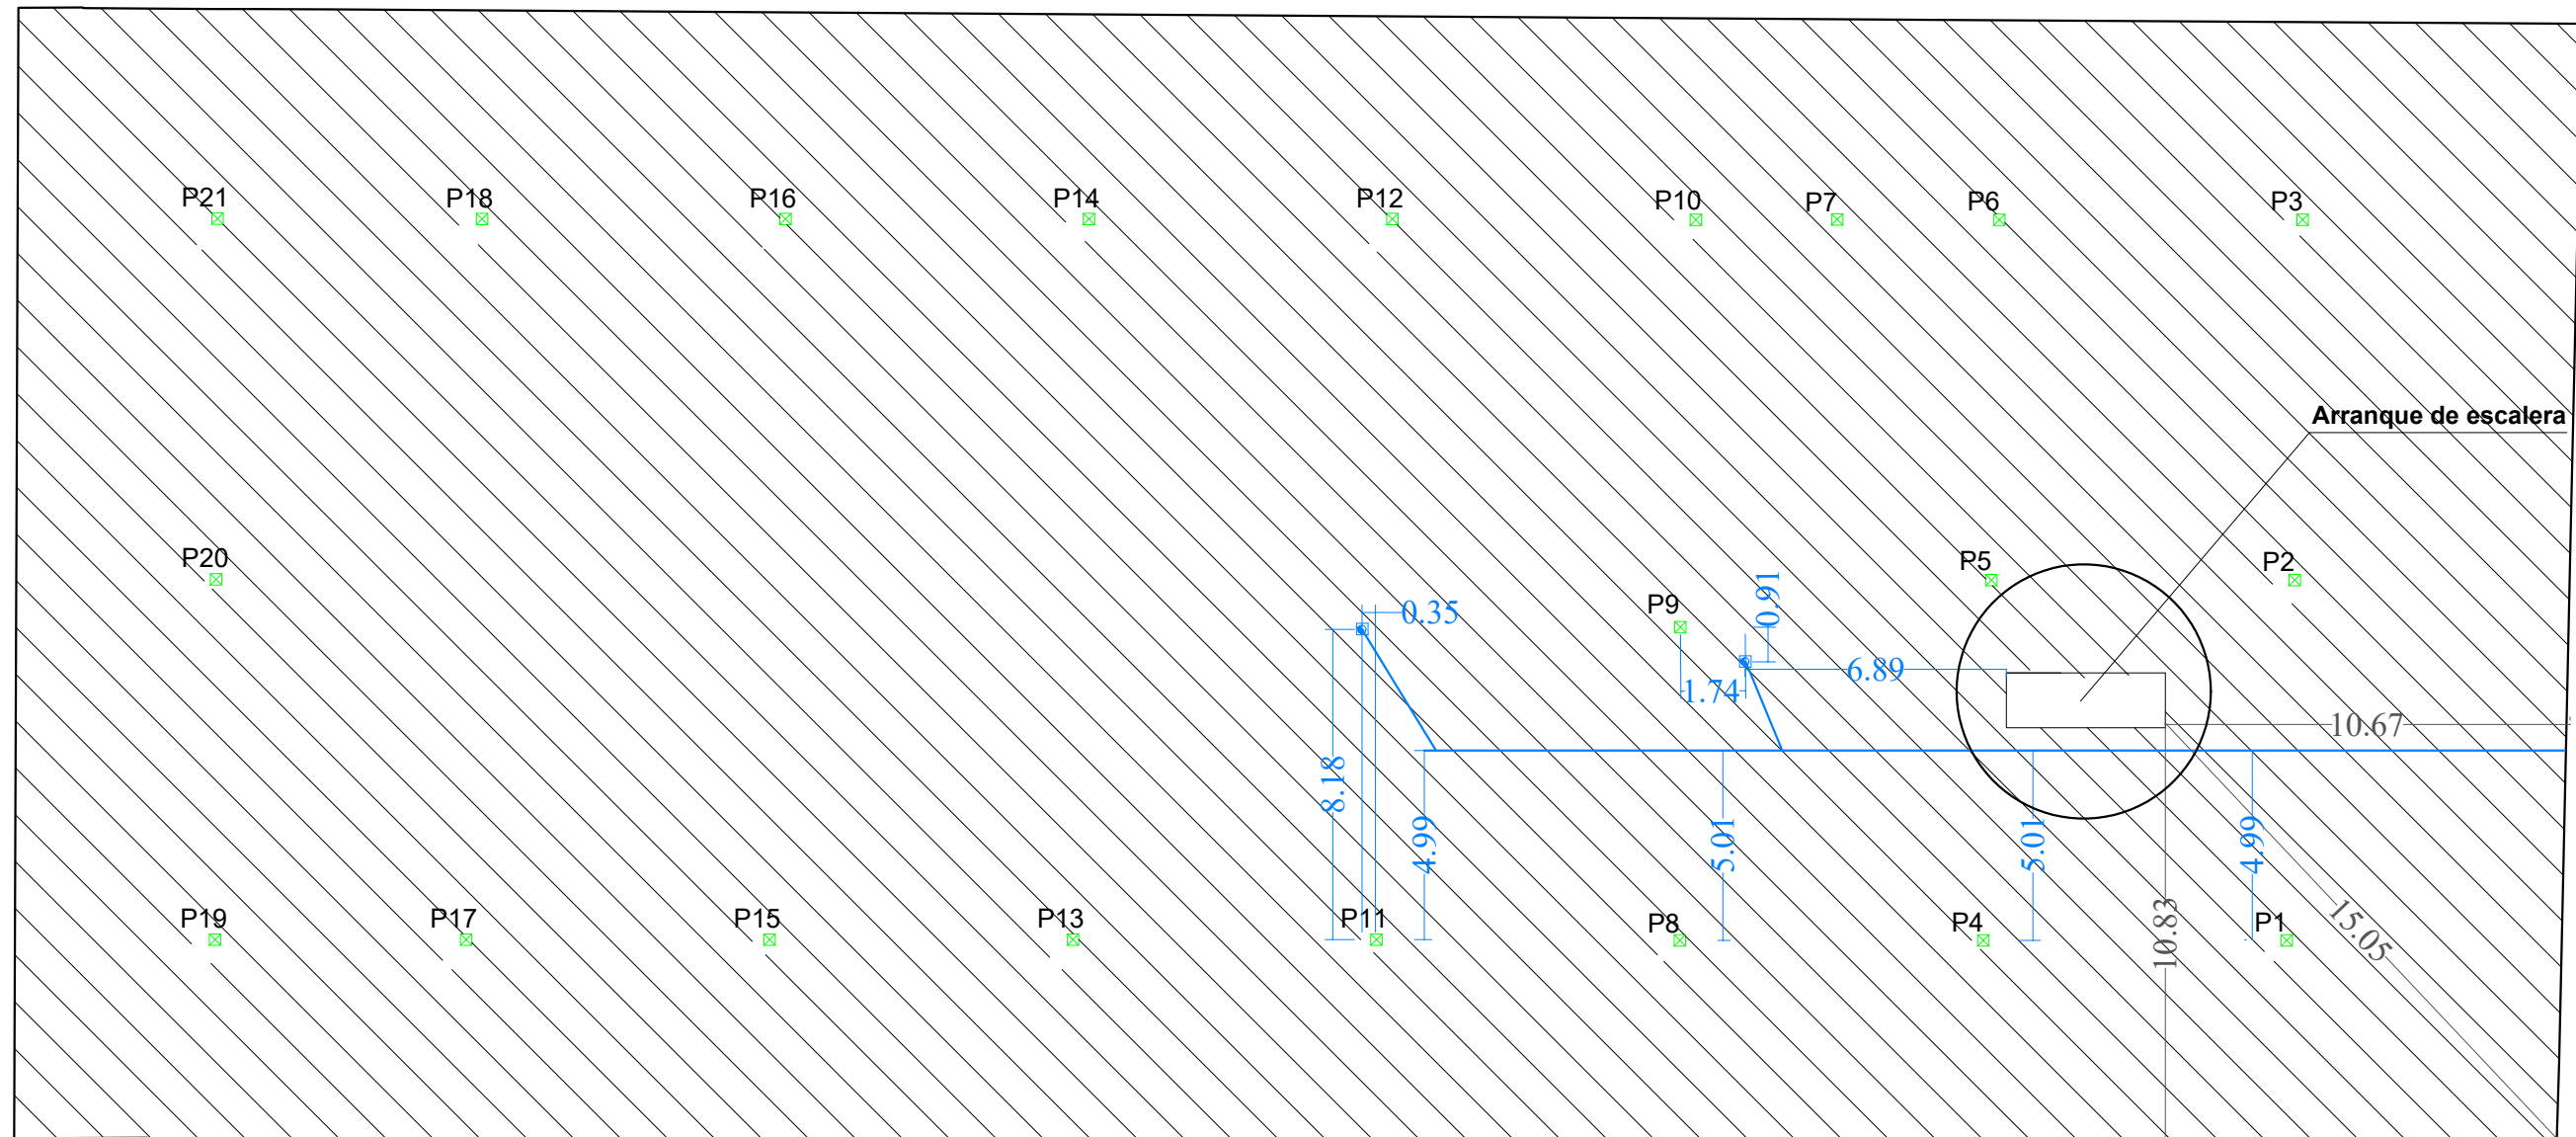 P21
P18
P16
P14
P12
P10
P7
P6
P3
Arranque de escalera
P20
P5
P2
P9
0.91
0.35
6.89
1.74
10.67
8.18
4.99
5.01
5.01
4.99
P19
P17
P15
P13
P11
P8
P4
P1
10.83
15.05